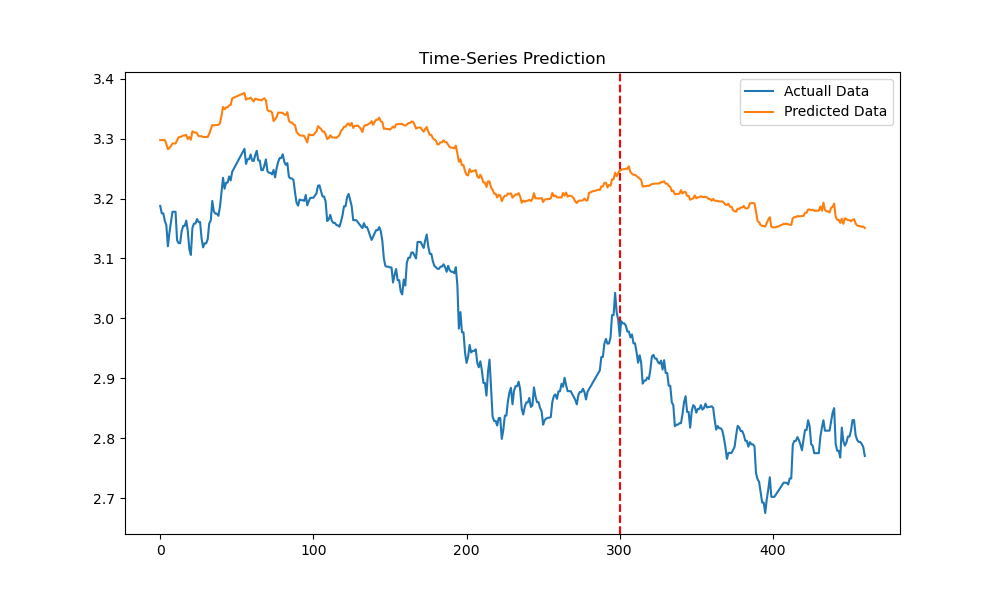 Time-Series Prediction
Actuall Data
Predicted Data
3.4
3.3
3.2
3.1
3.0
2.9
2.8
2.7
0 100 200 300 400